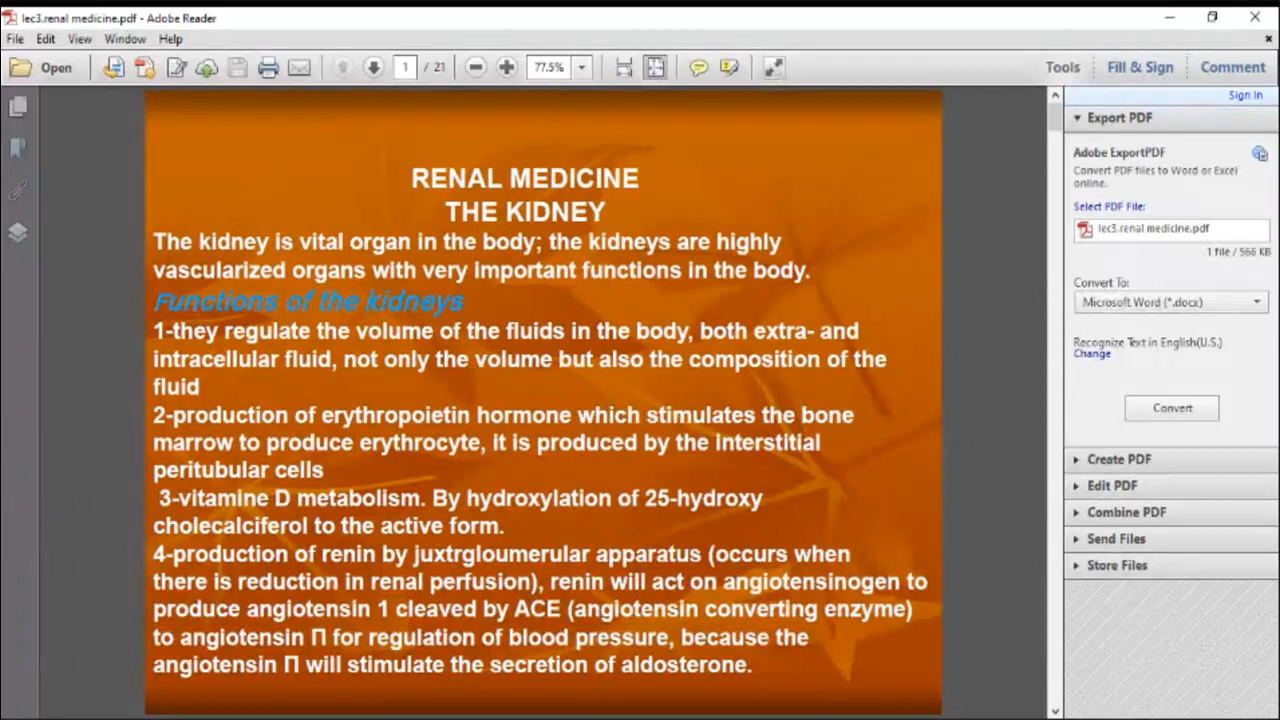 lec3.renal medicine.pdf - Adobe Reader
File Edit View Window Help
Open 1 / 21 77.5% Tools Fill & Sign Comment
Sign In
Export PDF
Adobe ExportPDF
Convert PDF files to Word or Excel
online.
Select PDF File:
lec3.renal medicine.pdf
1 file / 566 KB
Convert To:
Microsoft Word (*.docx)
Recognize Text in English(U.S.)
Change
Convert
Create PDF
Edit PDF
Combine PDF
Send Files
Store Files
RENAL MEDICINE
THE KIDNEY
The kidney is vital organ in the body; the kidneys are highly
vascularized organs with very important functions in the body.
Functions of the kidneys
1-they regulate the volume of the fluids in the body, both extra- and
intracellular fluid, not only the volume but also the composition of the
fluid
2-production of erythropoietin hormone which stimulates the bone
marrow to produce erythrocyte, it is produced by the interstitial
peritubular cells
3-vitamine D metabolism. By hydroxylation of 25-hydroxy
cholecalciferol to the active form.
4-production of renin by juxtrgloumerular apparatus (occurs when
there is reduction in renal perfusion), renin will act on angiotensinogen to
produce angiotensin 1 cleaved by ACE (angiotensin converting enzyme)
to angiotensin Π for regulation of blood pressure, because the
angiotensin Π will stimulate the secretion of aldosterone.